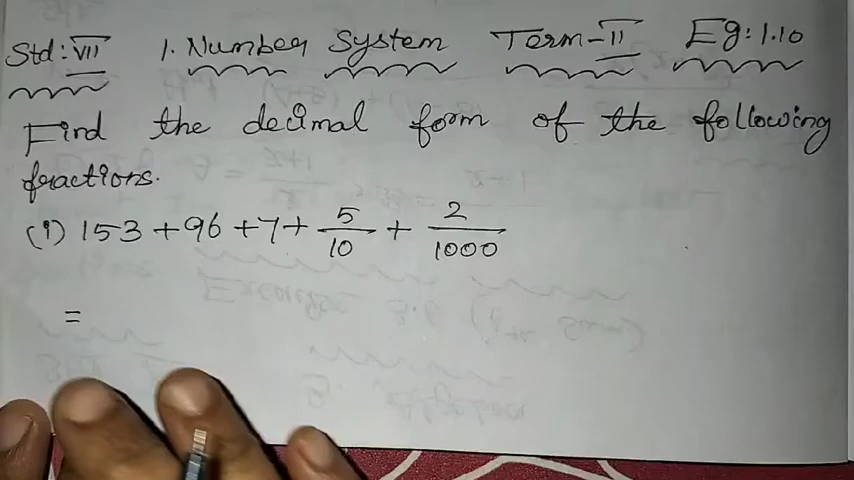 Std: VII 1. Number System Term-II Eg: 1.10
Find the decimal form of the following
fractions.
(i) 153 + 96 + 7 + 5/10 + 2/1000
=